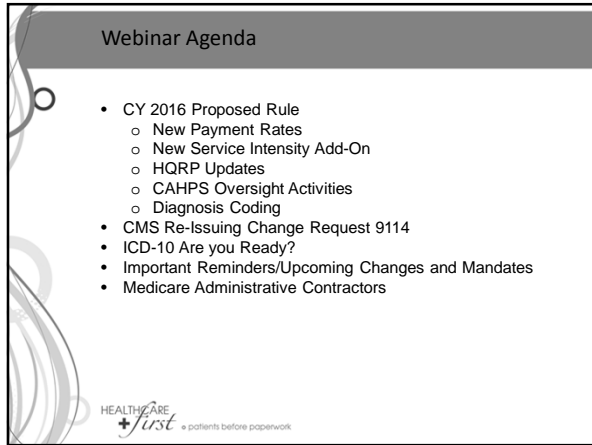 Webinar Agenda
• CY 2016 Proposed Rule
o New Payment Rates
o New Service Intensity Add-On
o HQRP Updates
o CAHPS Oversight Activities
o Diagnosis Coding
• CMS Re-Issuing Change Request 9114
• ICD-10 Are you Ready?
• Important Reminders/Upcoming Changes and Mandates
• Medicare Administrative Contractors
HEALTHCARE
first patients before paperwork